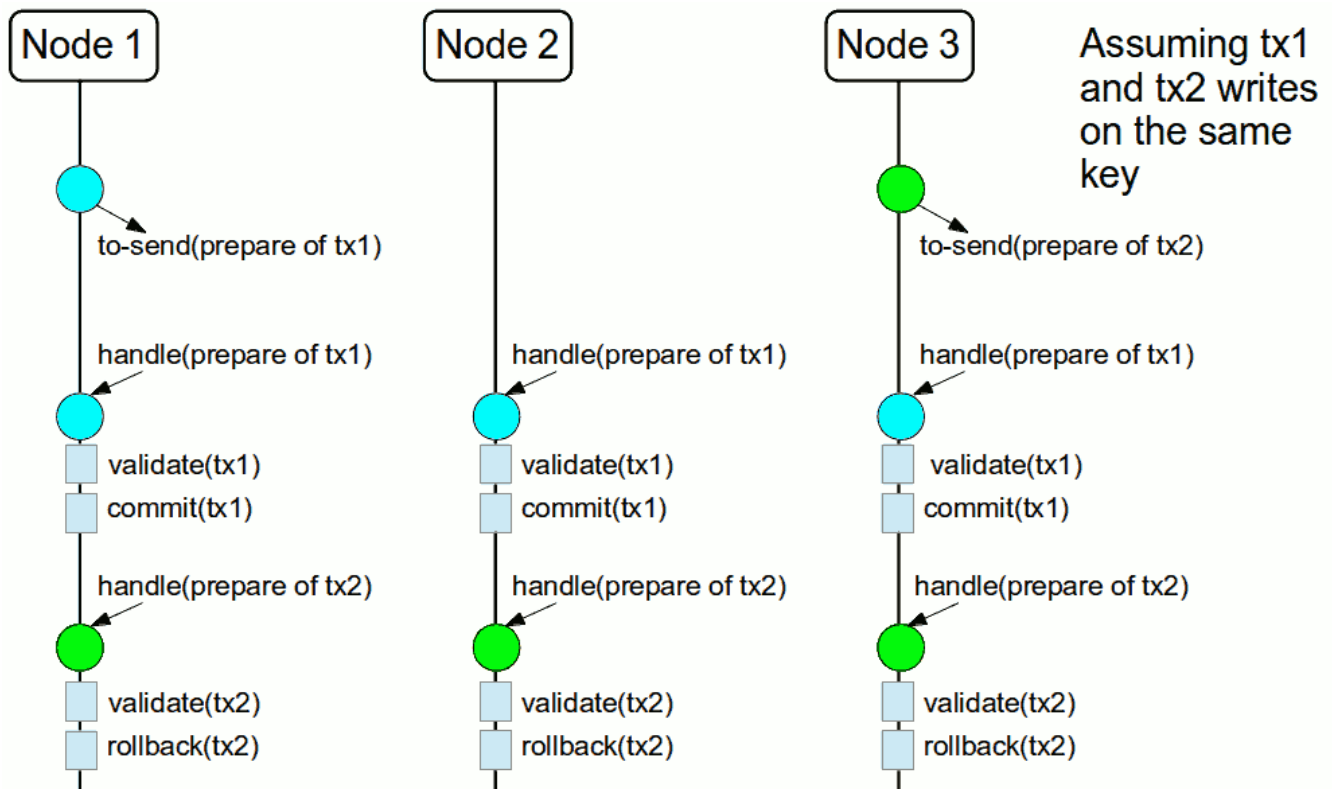 Node 1
Node 2
Node 3
Assuming tx1
and tx2 writes
on the same
key
to-send(prepare of tx1)
to-send(prepare of tx2)
handle(prepare of tx1)
handle(prepare of tx1)
handle(prepare of tx1)
validate(tx1)
validate(tx1)
validate(tx1)
commit(tx1)
commit(tx1)
commit(tx1)
handle(prepare of tx2)
handle(prepare of tx2)
handle(prepare of tx2)
validate(tx2)
validate(tx2)
validate(tx2)
rollback(tx2)
rollback(tx2)
rollback(tx2)